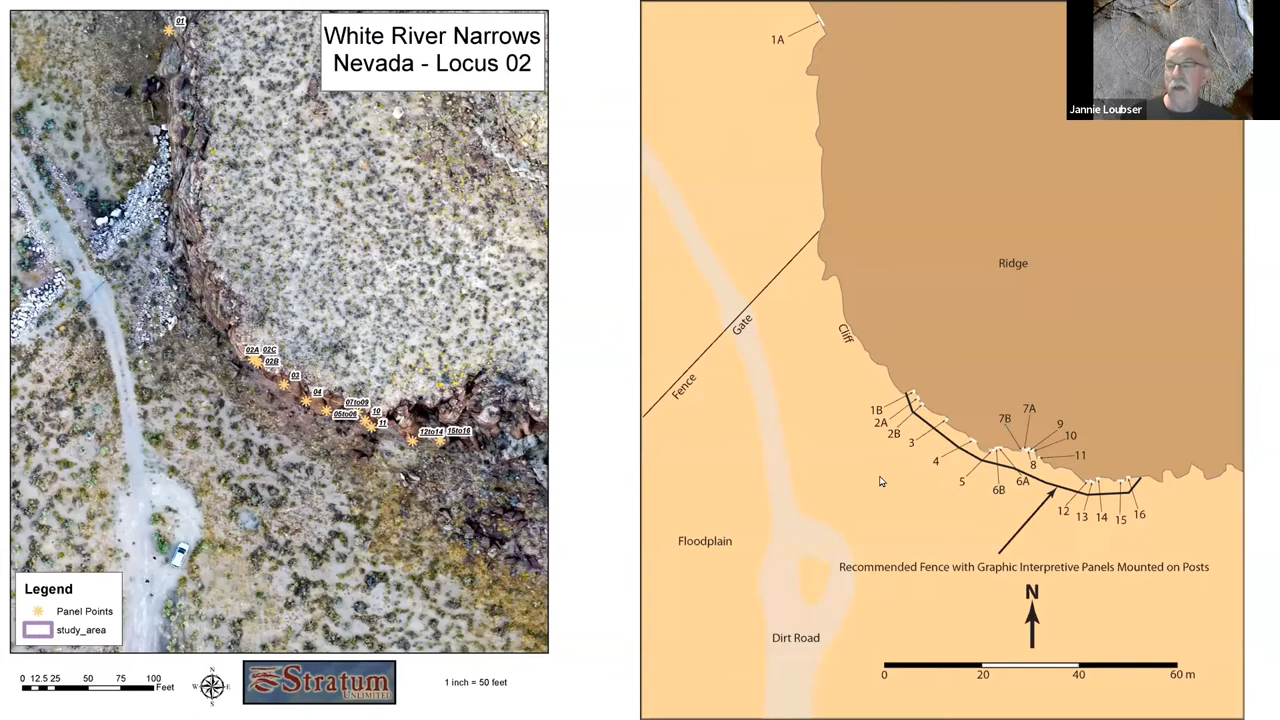 01
White River Narrows
Nevada - Locus 02
02A 02C
02B
03
04
07to09
05to06
10
11
12to14
15to16
Legend
Panel Points
study_area
0 12.5 25 50 75 100
Feet
N
W E
S
Stratum
UNLIMITED
1 inch = 50 feet
1A
Jannie Loubser
Ridge
Gate
Cliff
Fence
1B
2A
2B
3
4
5
6B
6A
7B
7A
8
9
10
11
12
13
14
15
16
Floodplain
Recommended Fence with Graphic Interpretive Panels Mounted on Posts
N
Dirt Road
0 20 40 60 m